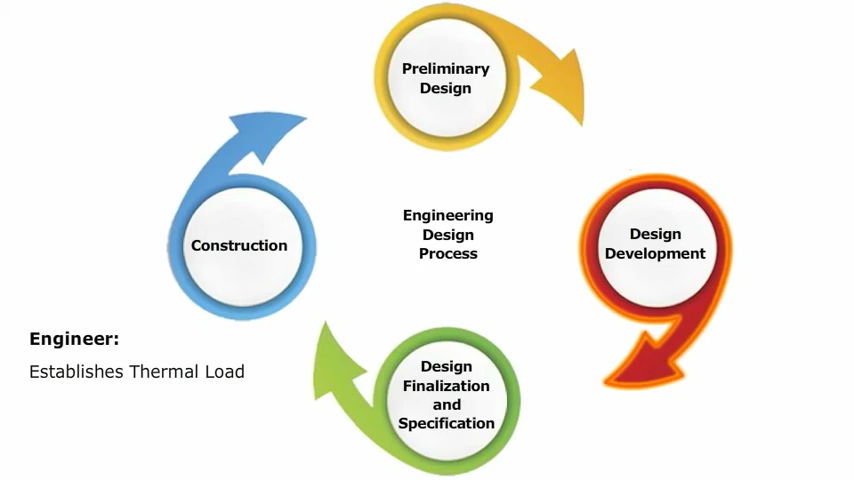 Preliminary
Design
Engineering
Design
Process
Design
Development
Construction
Engineer:
Establishes Thermal Load
Design
Finalization
and
Specification